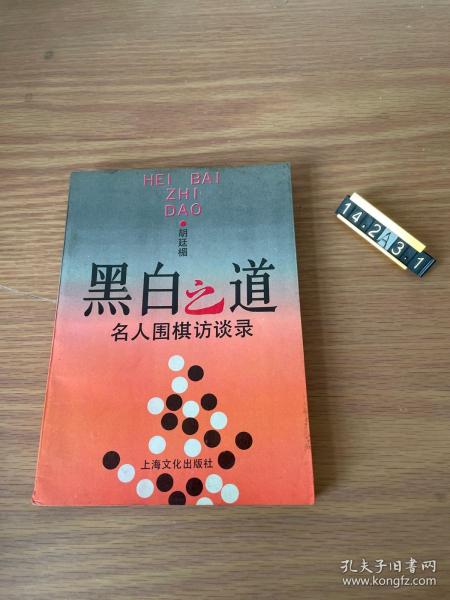 HEI BAI
ZHI
DAO
胡廷楣
黑白之道
名人围棋访谈录
上海文化出版社
14.2A3.1
孔夫子旧书网
www.kongfz.com